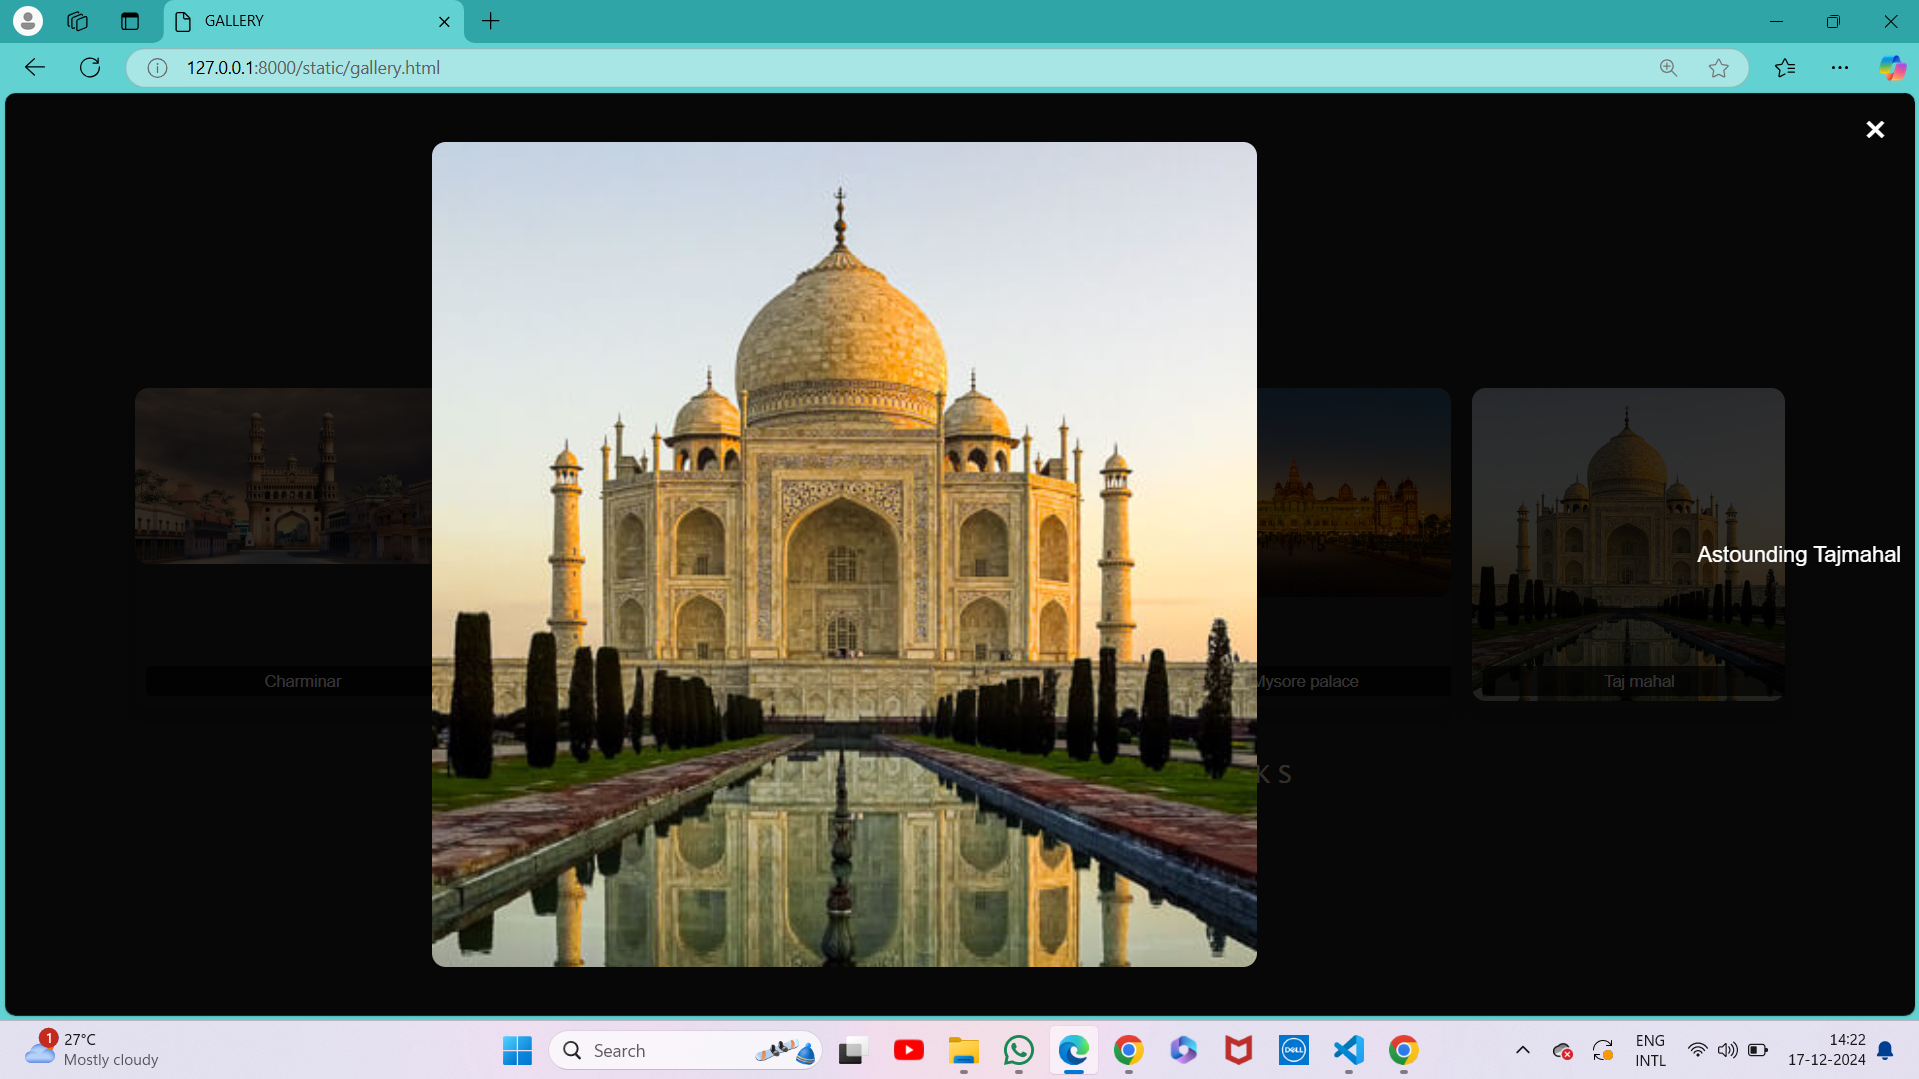 GALLERY
127.0.0.1:8000/static/gallery.html
Astounding Tajmahal
Charminar
Mysore palace
Taj mahal
K S
1
27°C
Mostly cloudy
Search
DELL
ENG
INTL
14:22
17-12-2024